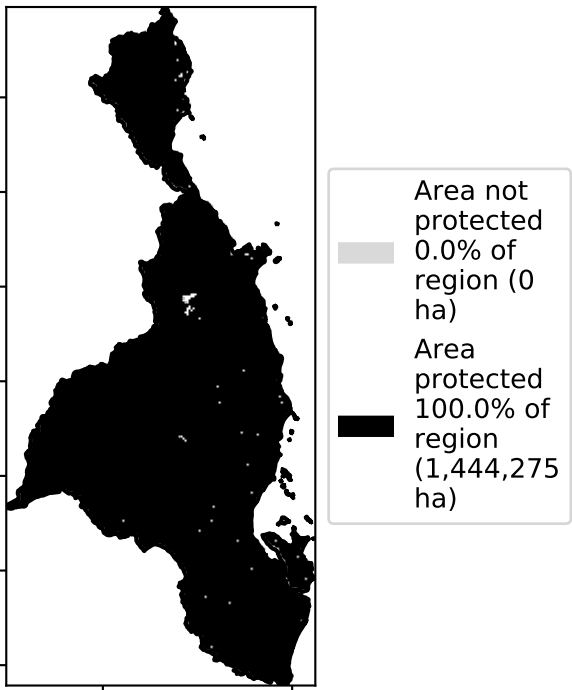 Area not
protected
0.0% of
region (0
ha)
Area
protected
100.0% of
region
(1,444,275
ha)